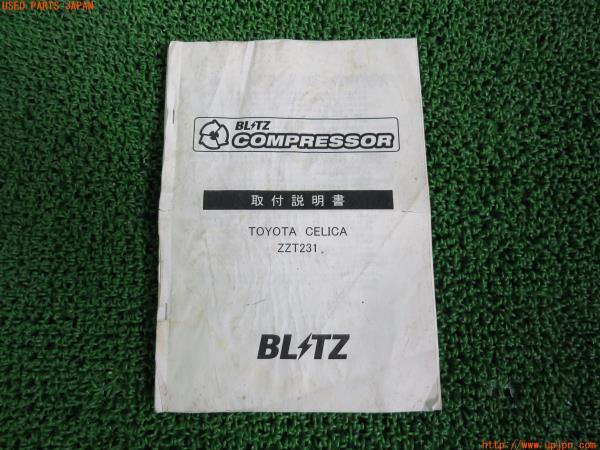 USED PARTS JAPAN
BLITZ
COMPRESSOR
取付説明書
TOYOTA CELICA
ZZT231
BLITZ
http://www.upjpn.com/